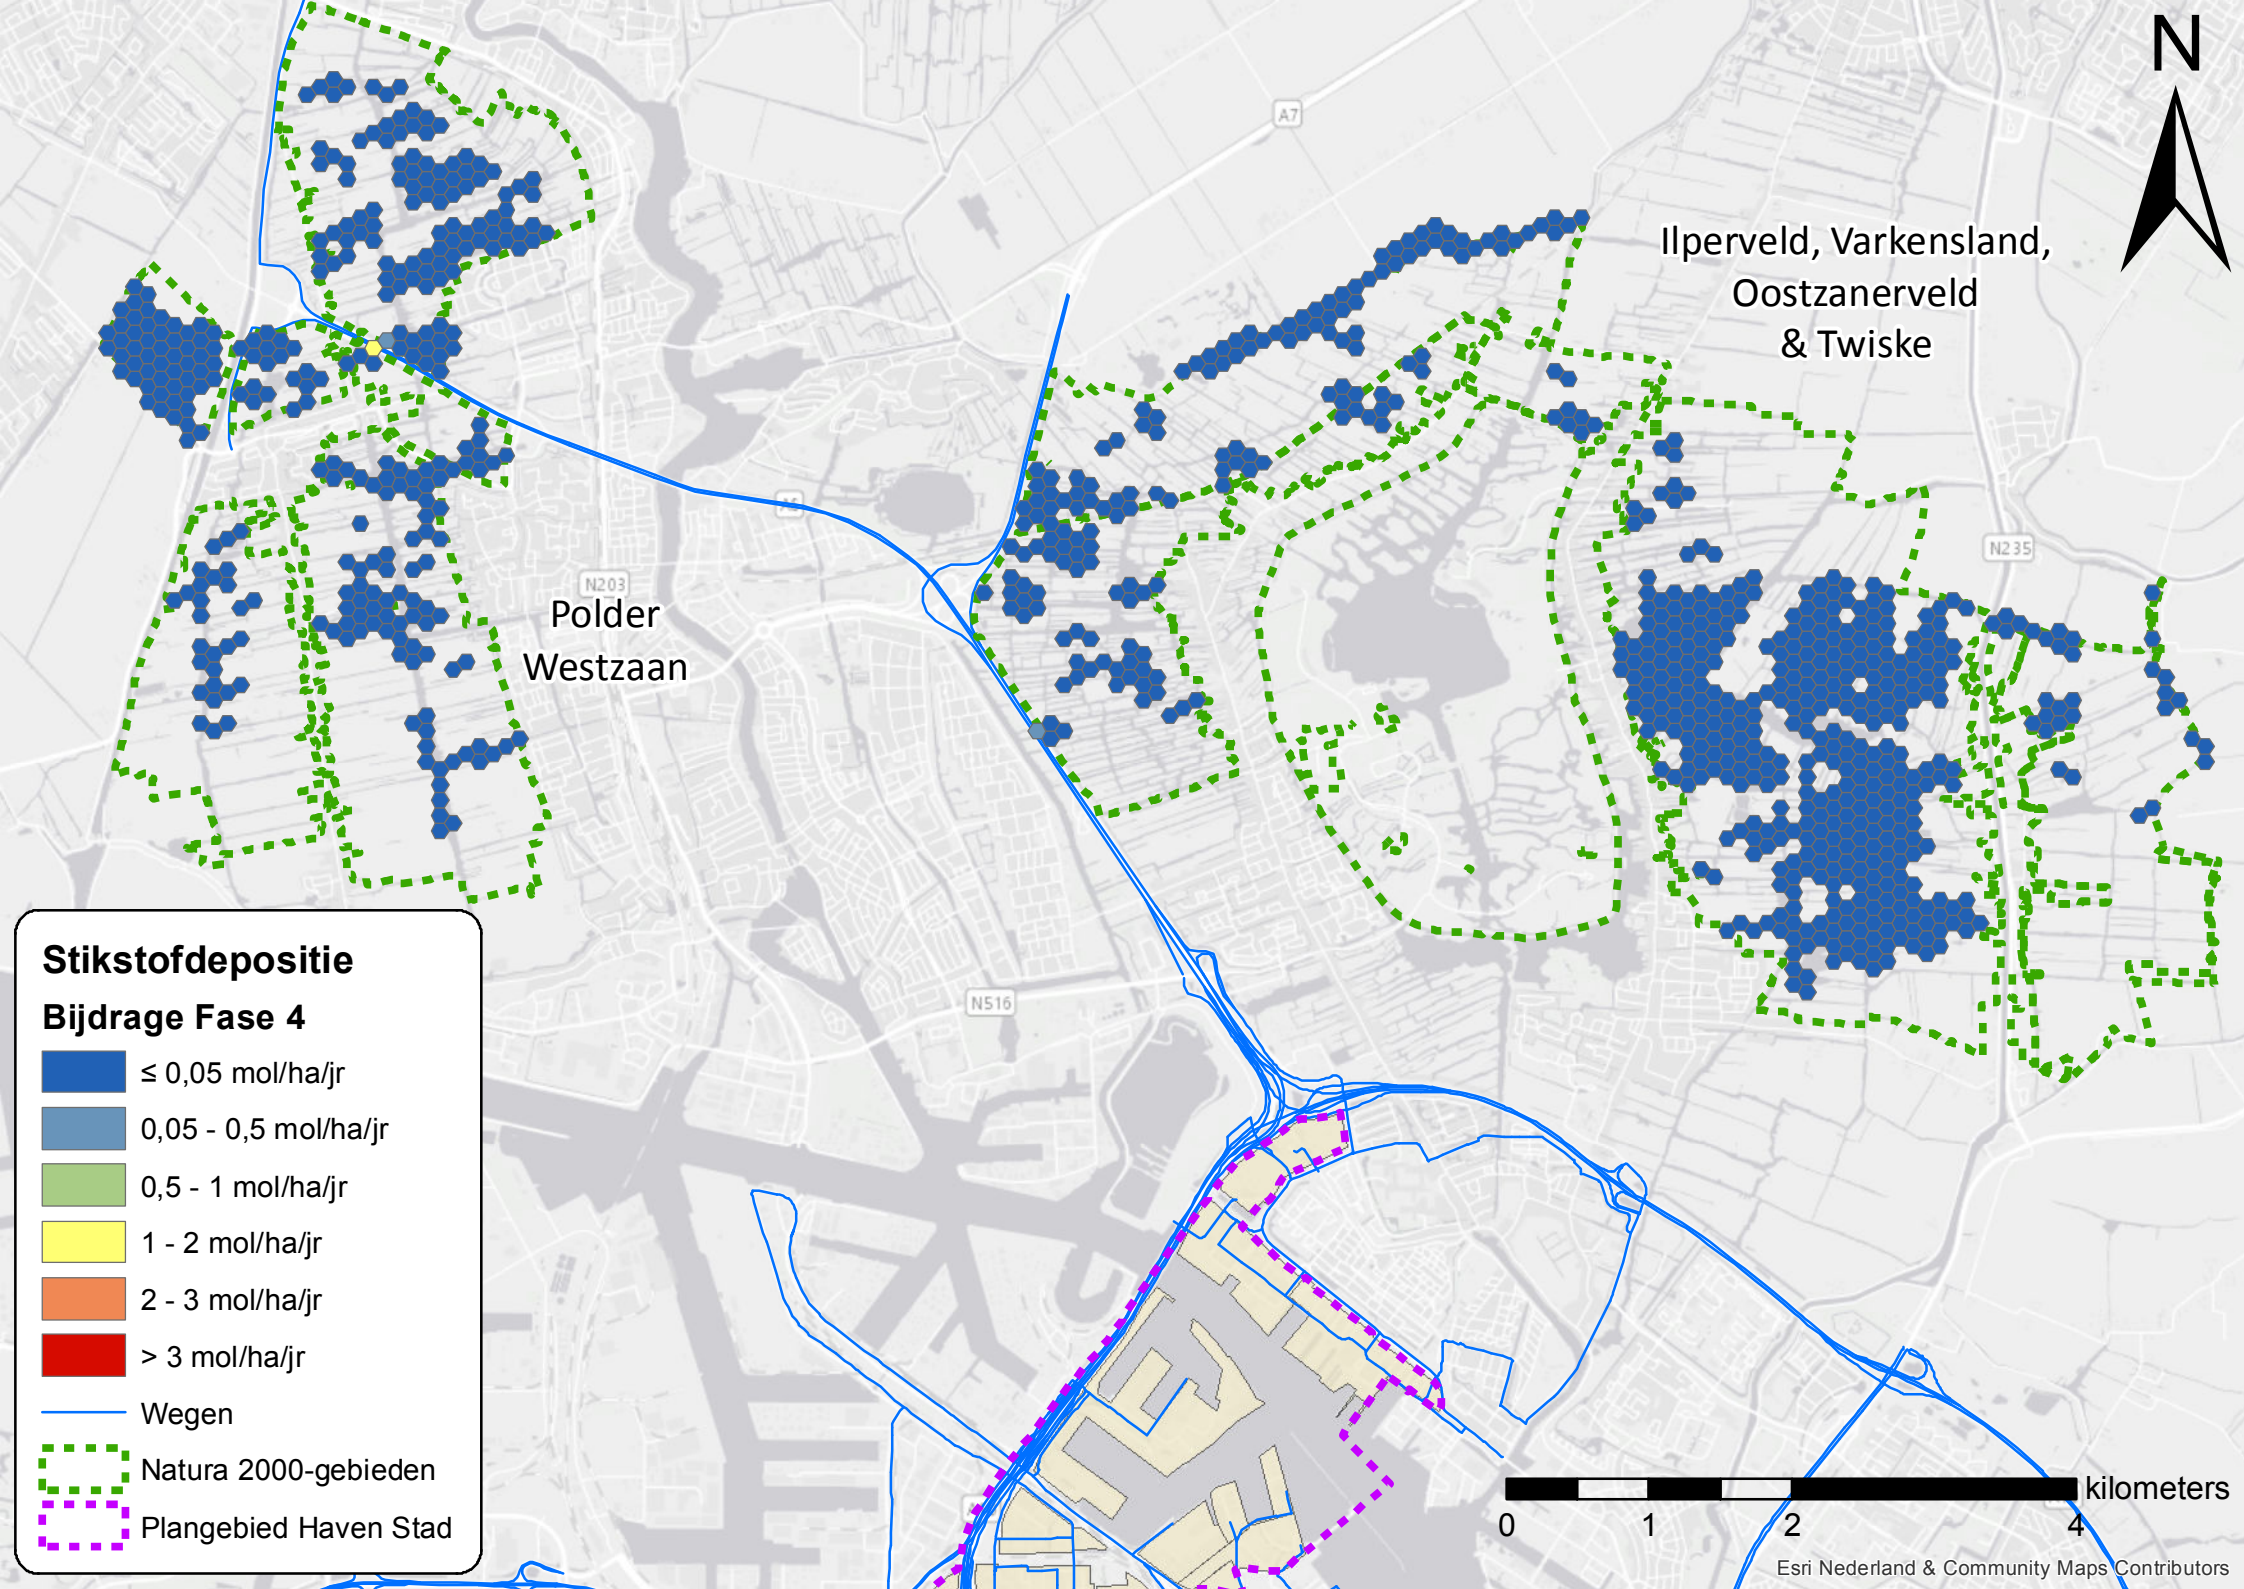 N
A7
Ilperveld, Varkensland,
Oostzanerveld
& Twiske
N235
N203
Polder
Westzaan
N516
Stikstofdepositie
Bijdrage Fase 4
≤ 0,05 mol/ha/jr
0,05 - 0,5 mol/ha/jr
0,5 - 1 mol/ha/jr
1 - 2 mol/ha/jr
2 - 3 mol/ha/jr
> 3 mol/ha/jr
Wegen
Natura 2000-gebieden
Plangebied Haven Stad
kilometers
0 1 2 4
Esri Nederland & Community Maps Contributors